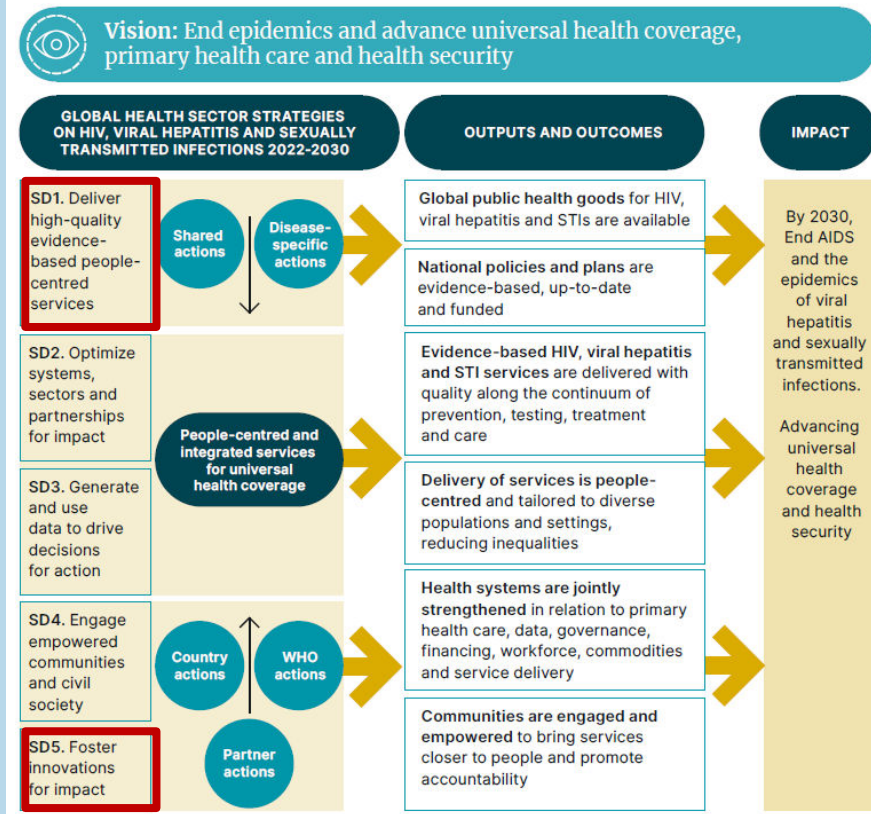 Vision: End epidemics and advance universal health coverage,
primary health care and health security
GLOBAL HEALTH SECTOR STRATEGIES
ON HIV, VIRAL HEPATITIS AND SEXUALLY
TRANSMITTED INFECTIONS 2022-2030
OUTPUTS AND OUTCOMES
IMPACT
SD1. Deliver
high-quality
evidence-
based people-
centred
services
Shared
actions
Disease-
specific
actions
SD2. Optimize
systems,
sectors and
partnerships
for impact
SD3. Generate
and use
data to drive
decisions
for action
People-centred and
integrated services
for universal
health coverage
SD4. Engage
empowered
communities
and civil
society
SD5. Foster
innovations
for impact
Country
actions
WHO
actions
Partner
actions
Global public health goods for HIV,
viral hepatitis and STIs are available
National policies and plans are
evidence-based, up-to-date
and funded
Evidence-based HIV, viral hepatitis
and STI services are delivered with
quality along the continuum of
prevention, testing, treatment
and care
Delivery of services is people-
centred and tailored to diverse
populations and settings,
reducing inequalities
Health systems are jointly
strengthened in relation to primary
health care, data, governance,
financing, workforce, commodities
and service delivery
Communities are engaged and
empowered to bring services
closer to people and promote
accountability
By 2030,
End AIDS
and the
epidemics
of viral
hepatitis
and sexually
transmitted
infections.
Advancing
universal
health
coverage
and health
security